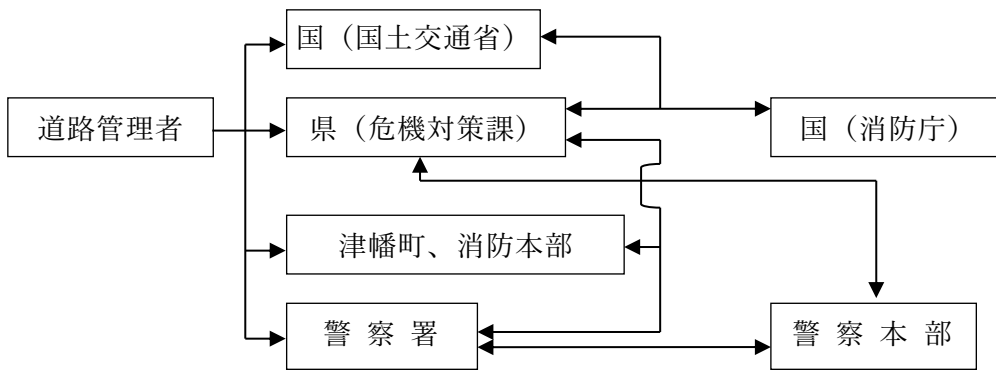 国（国土交通省）
道路管理者
県（危機対策課）
国（消防庁）
津幡町、消防本部
警 察 署
警 察 本 部